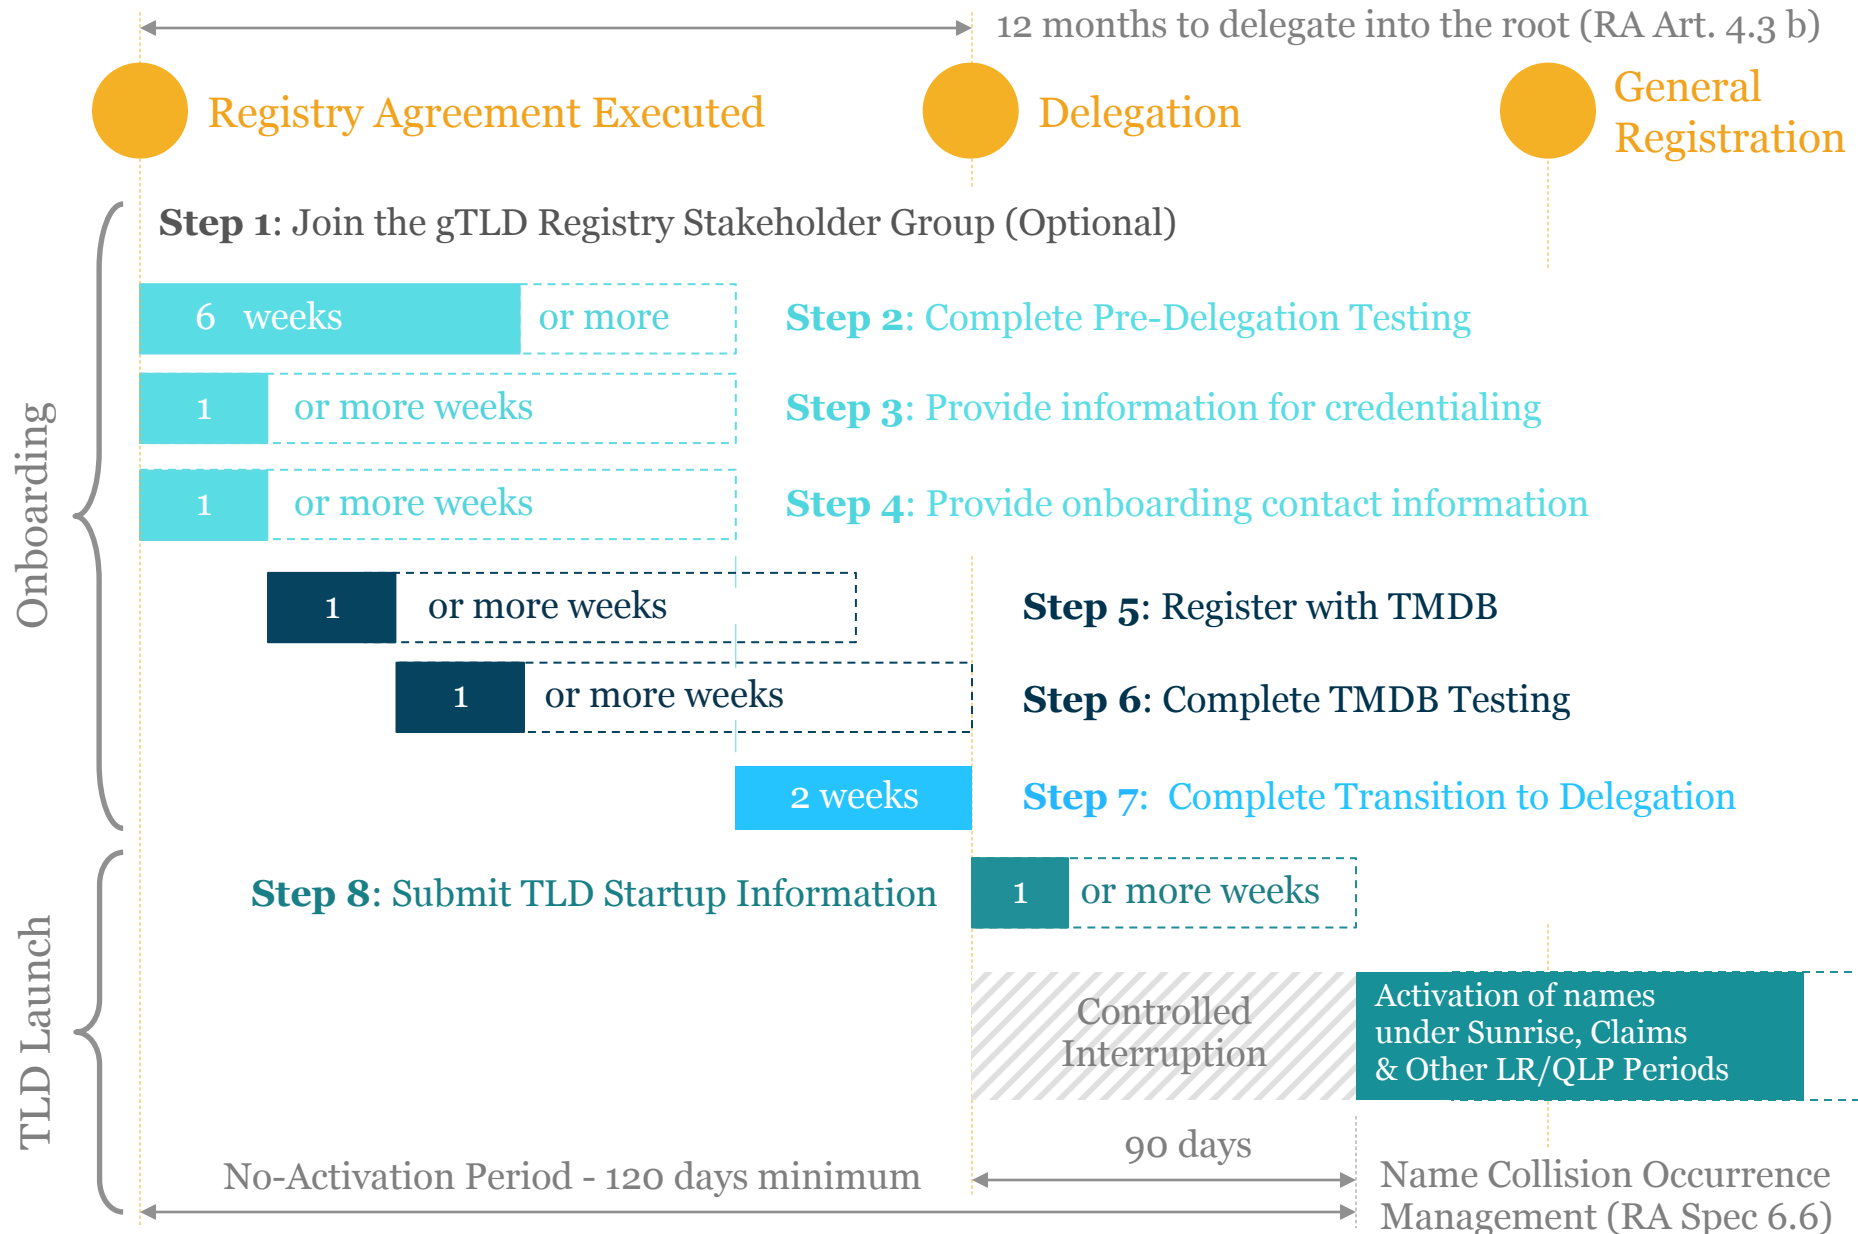 12 months to delegate into the root (RA Art. 4.3 b)
Registry Agreement Executed
Delegation
General
Registration
Onboarding
Step 1: Join the gTLD Registry Stakeholder Group (Optional)
6 weeks or more
Step 2: Complete Pre-Delegation Testing
1 or more weeks
Step 3: Provide information for credentialing
1 or more weeks
Step 4: Provide onboarding contact information
1 or more weeks
Step 5: Register with TMDB
1 or more weeks
Step 6: Complete TMDB Testing
2 weeks
Step 7: Complete Transition to Delegation
TLD Launch
Step 8: Submit TLD Startup Information
1 or more weeks
Controlled
Interruption
Activation of names
under Sunrise, Claims
& Other LR/QLP Periods
90 days
No-Activation Period - 120 days minimum
Name Collision Occurrence
Management (RA Spec 6.6)